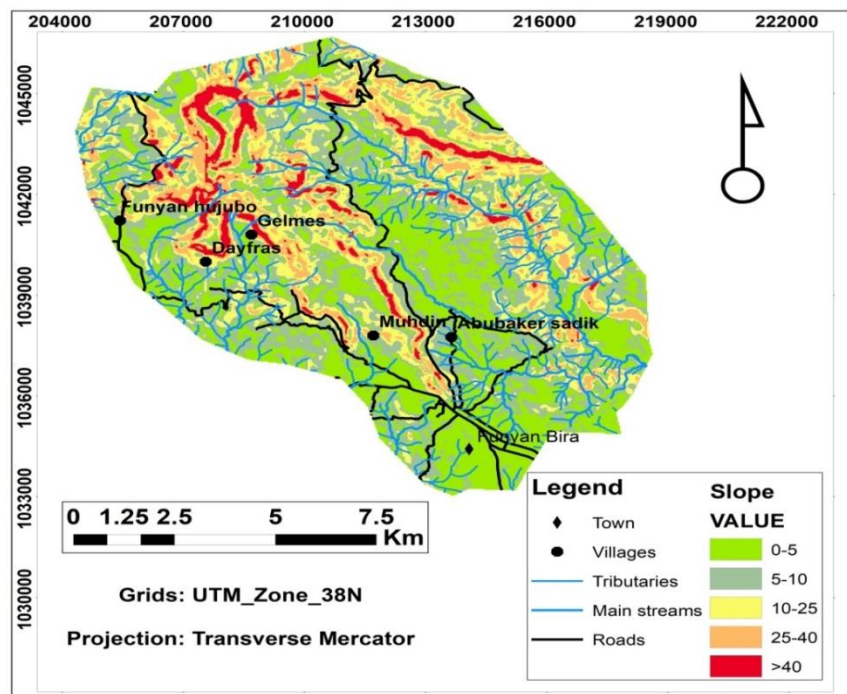 204000 207000 210000 213000 216000 219000 222000
1045000
1042000
1039000
1036000
1033000
1030000
Funyan hujubo
Gelmes
Dayfras
Muhdin
Abubaker sadik
Funyan Bira
0 1.25 2.5 5 7.5
Km
Grids: UTM_Zone_38N
Projection: Transverse Mercator
Legend
Town
Villages
Tributaries
Main streams
Roads
Slope
VALUE
0-5
5-10
10-25
25-40
>40